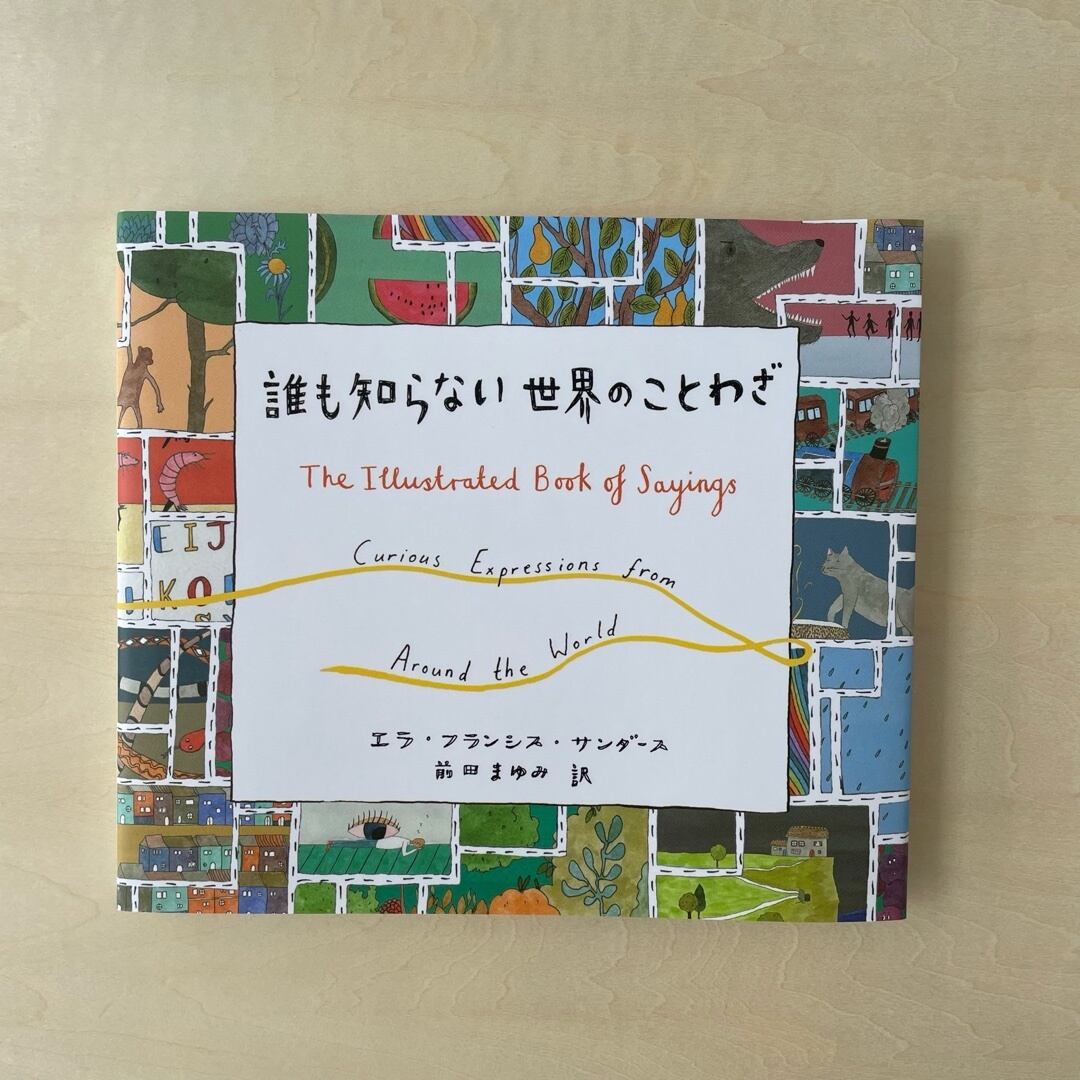 誰も知らない世界のことわざ
The Illustrated Book of Sayings
Curious Expressions from
Around the World
エラ・フランシス・サンダース
前田まゆみ 訳
EIJ
KO